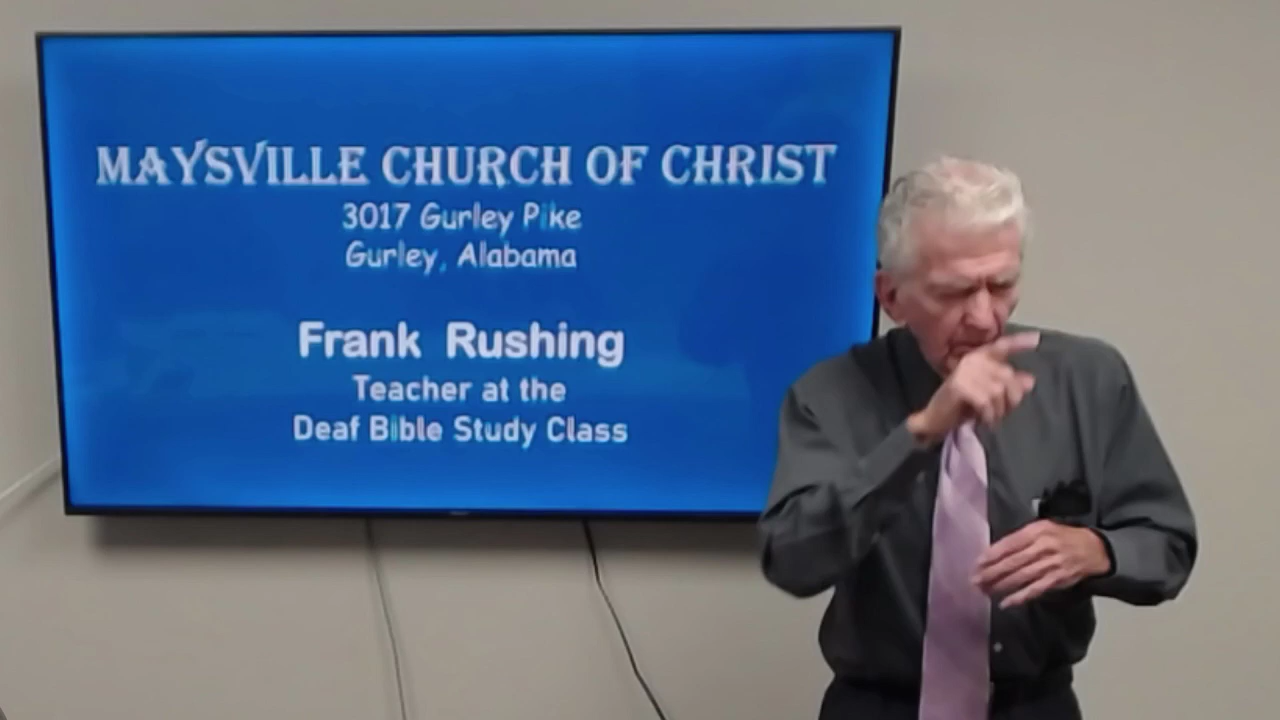 MAYSVILLE CHURCH OF CHRIST
3017 Gurley Pike
Gurley, Alabama
Frank Rushing
Teacher at the
Deaf Bible Study Class